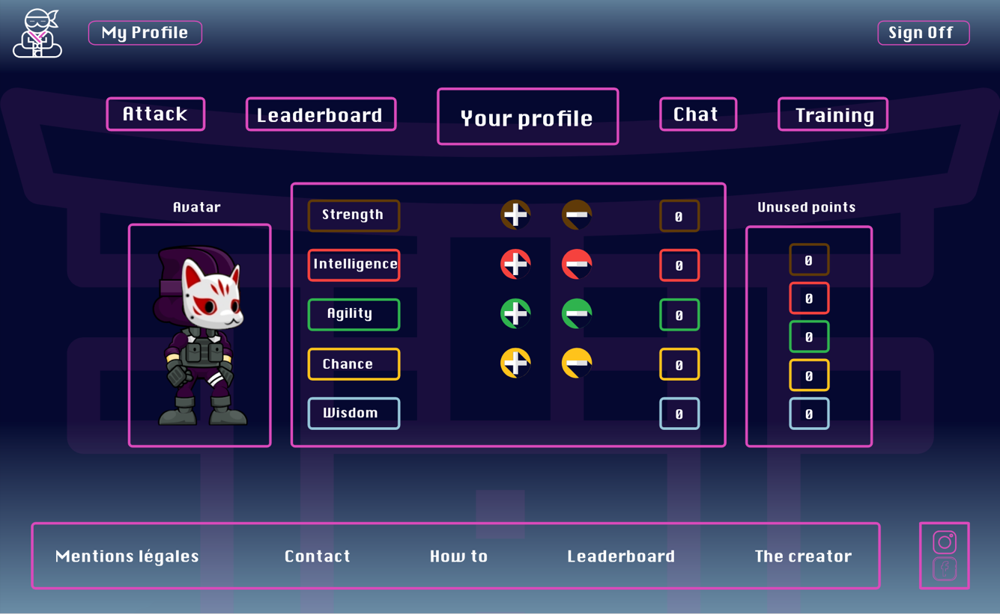 My Profile
Sign Off
Attack
Leaderboard
Your profile
Chat
Training
Avatar
Unused points
Strength
0
Intelligence
0
Agility
0
Chance
0
Wisdom
0
0
0
0
0
0
Mentions légales
Contact
How to
Leaderboard
The creator